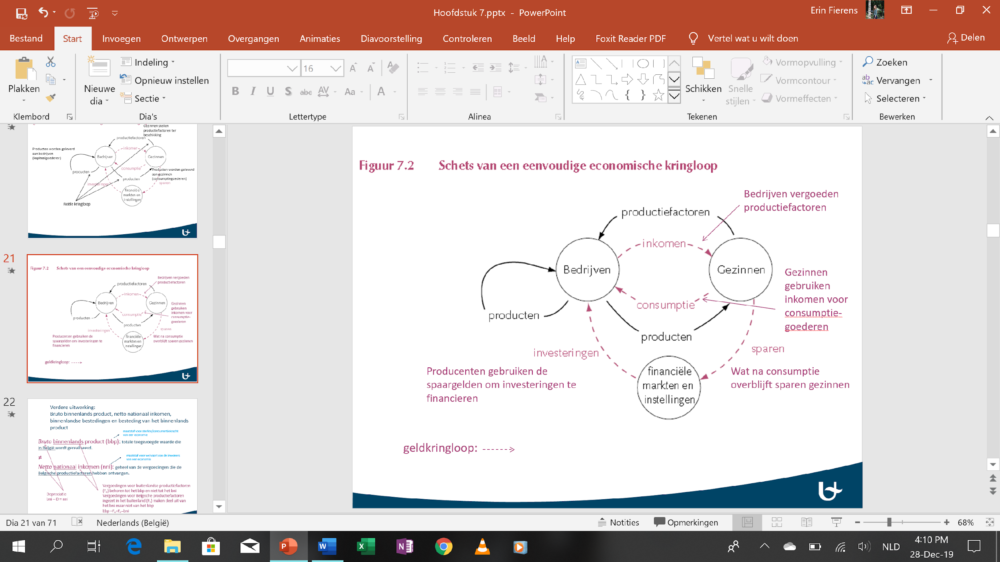 Hoofdstuk 7.pptx - PowerPoint
Erin Fierens
Bestand Start Invoegen Ontwerpen Overgangen Animaties Diavoorstelling Controleren Beeld Help Foxit Reader PDF Vertel wat u wilt doen Delen
Plakken
Klembord
Nieuwe dia
Indeling
Opnieuw instellen
Sectie
Dia's
16
Lettertype
Alinea
Schikken
Snelle stijlen
Vormopvulling
Vormcontour
Vormeffecten
Tekenen
Zoeken
Vervangen
Selecteren
Bewerken
Gezinnen stellen
productiefactoren ter
beschikking
productiefactoren
Producten worden geleverd
aan bedrijven
(kapitaalgoederen)
inkomen
Bedrijven
Gezinnen
consumptie
Producten worden geleverd
aan gezinnen
(consumptiegoederen)
producten
producten
sparen
investeringen
financiële
markten en
instellingen
Reële kringloop
21
Figuur 7.2 Schets van een eenvoudige economische kringloop
Bedrijven vergoeden
productiefactoren
productiefactoren
inkomen
Bedrijven
Gezinnen
Gezinnen
gebruiken
inkomen voor
consumptie-
goederen
consumptie
producten
producten
investeringen
sparen
Producenten gebruiken de
spaargelden om investeringen te
financieren
financiële
markten en
instellingen
Wat na consumptie
overblijft sparen gezinnen
geldkringloop:
22
Verdere uitwerking:
Bruto binnenlands product, netto nationaal inkomen,
binnenlandse bestedingen en besteding van het binnenlands
product
maatstaf voor sterkte/concurrentiekracht
van een economie
Bruto binnenlands product (bbp): totale toegevoegde waarde die
in België wordt gerealiseerd.
≠
maatstaf voor welvaart van de inwoners
van een economie
Netto nationaal inkomen (nni): geheel van de vergoedingen die de
Belgische productiefactoren hebben ontvangen.
Depreciatie
bni – D = nni
Vergoedingen voor buitenlandse productiefactoren
behoren tot het bbp en niet tot het bni
Vergoedingen voor Belgische productiefactoren
ingezet in het buitenland maken deel uit van
het bni maar niet van het bbp
Figuur 7.2 Schets van een eenvoudige economische kringloop
Bedrijven vergoeden
productiefactoren
productiefactoren
inkomen
Bedrijven
Gezinnen
Gezinnen
gebruiken
inkomen voor
consumptie-
goederen
consumptie
producten
producten
investeringen
sparen
Producenten gebruiken de
spaargelden om investeringen te
financieren
financiële
markten en
instellingen
Wat na consumptie
overblijft sparen gezinnen
geldkringloop:
Dia 21 van 71 Nederlands (België) Notities Opmerkingen 68%
NLD
4:10 PM
28-Dec-19